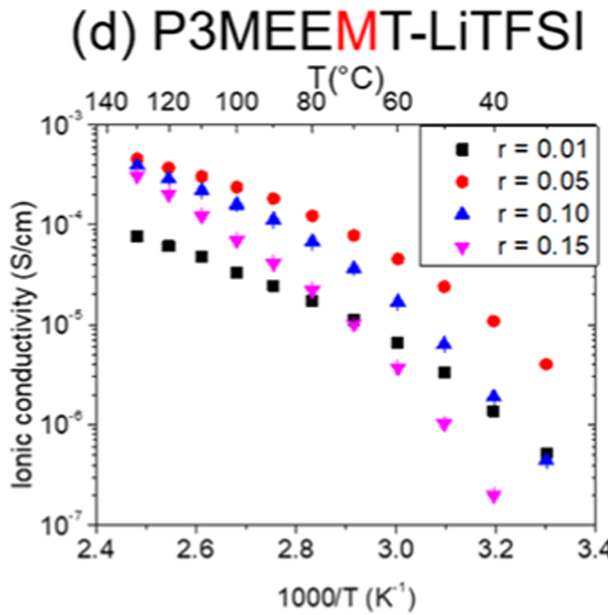 (d) P3MEEMT-LiTFSI
T(°C)
140 120 100 80 60 40
10⁻³
10⁻⁴
10⁻⁵
10⁻⁶
10⁻⁷
Ionic conductivity (S/cm)
r = 0.01
r = 0.05
r = 0.10
r = 0.15
2.4 2.6 2.8 3.0 3.2 3.4
1000/T (K⁻¹)